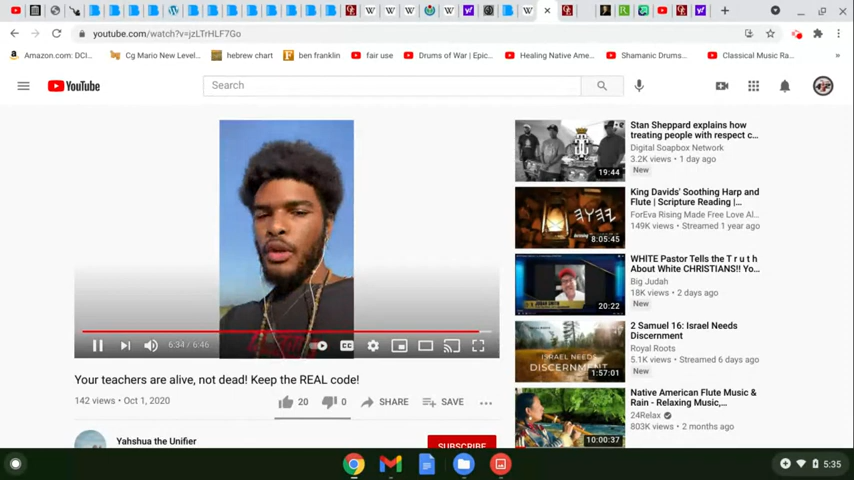 youtube.com/watch?v=jzLTrHLF7Go
Amazon.com: DCI...
Cg Mario New Level...
hebrew chart
ben franklin
fair use
Drums of War | Epic...
Healing Native Ame...
Shamanic Drums...
Classical Music Ra...
»
YouTube
Search
Stan Sheppard explains how
treating people with respect c...
Digital Soapbox Network
3.2K views • 1 day ago
New
19:44
King Davids' Soothing Harp and
Flute | Scripture Reading |...
ForEva Rising Made Free Love Al...
149K views • Streamed 1 year ago
8:05:45
WHITE Pastor Tells the T r u t h
About White CHRISTIANS!! Yo...
Big Judah
18K views • 2 days ago
New
20:22
2 Samuel 16: Israel Needs
Discernment
Royal Roots
5.1K views • Streamed 6 days ago
New
ISRAEL NEEDS
DISCERNMENT
1:57:01
Native American Flute Music &
Rain - Relaxing Music,...
24Relax
803K views • 2 months ago
10:00:37
6:34 / 6:46
CC
Your teachers are alive, not dead! Keep the REAL code!
142 views • Oct 1, 2020
20
0
SHARE
SAVE
...
Yahshua the Unifier
SUBSCRIBE
5:35